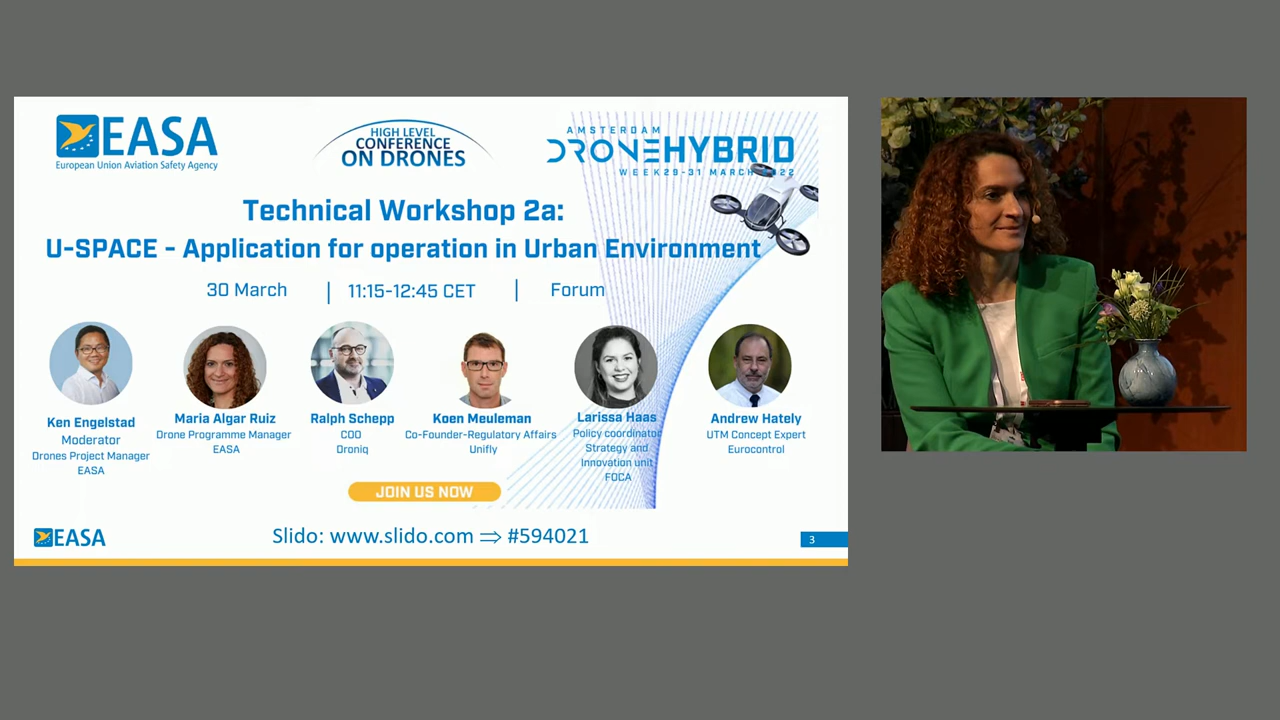 EASA
European Union Aviation Safety Agency
HIGH LEVEL
CONFERENCE
ON DRONES
AMSTERDAM
DRONEHYBRID
WEEK 29-31 MARCH 2022
Technical Workshop 2a:
U-SPACE - Application for operation in Urban Environment
30 March | 11:15-12:45 CET | Forum
Ken Engelstad
Moderator
Drones Project Manager
EASA
Maria Algar Ruiz
Drone Programme Manager
EASA
Ralph Schepp
COO
Droniq
Koen Meuleman
Co-Founder-Regulatory Affairs
Unifly
Larissa Haas
Policy coordinator
Strategy and
Innovation unit
FOCA
Andrew Hately
UTM Concept Expert
Eurocontrol
JOIN US NOW
EASA
Slido: www.slido.com ⇒ #594021
3